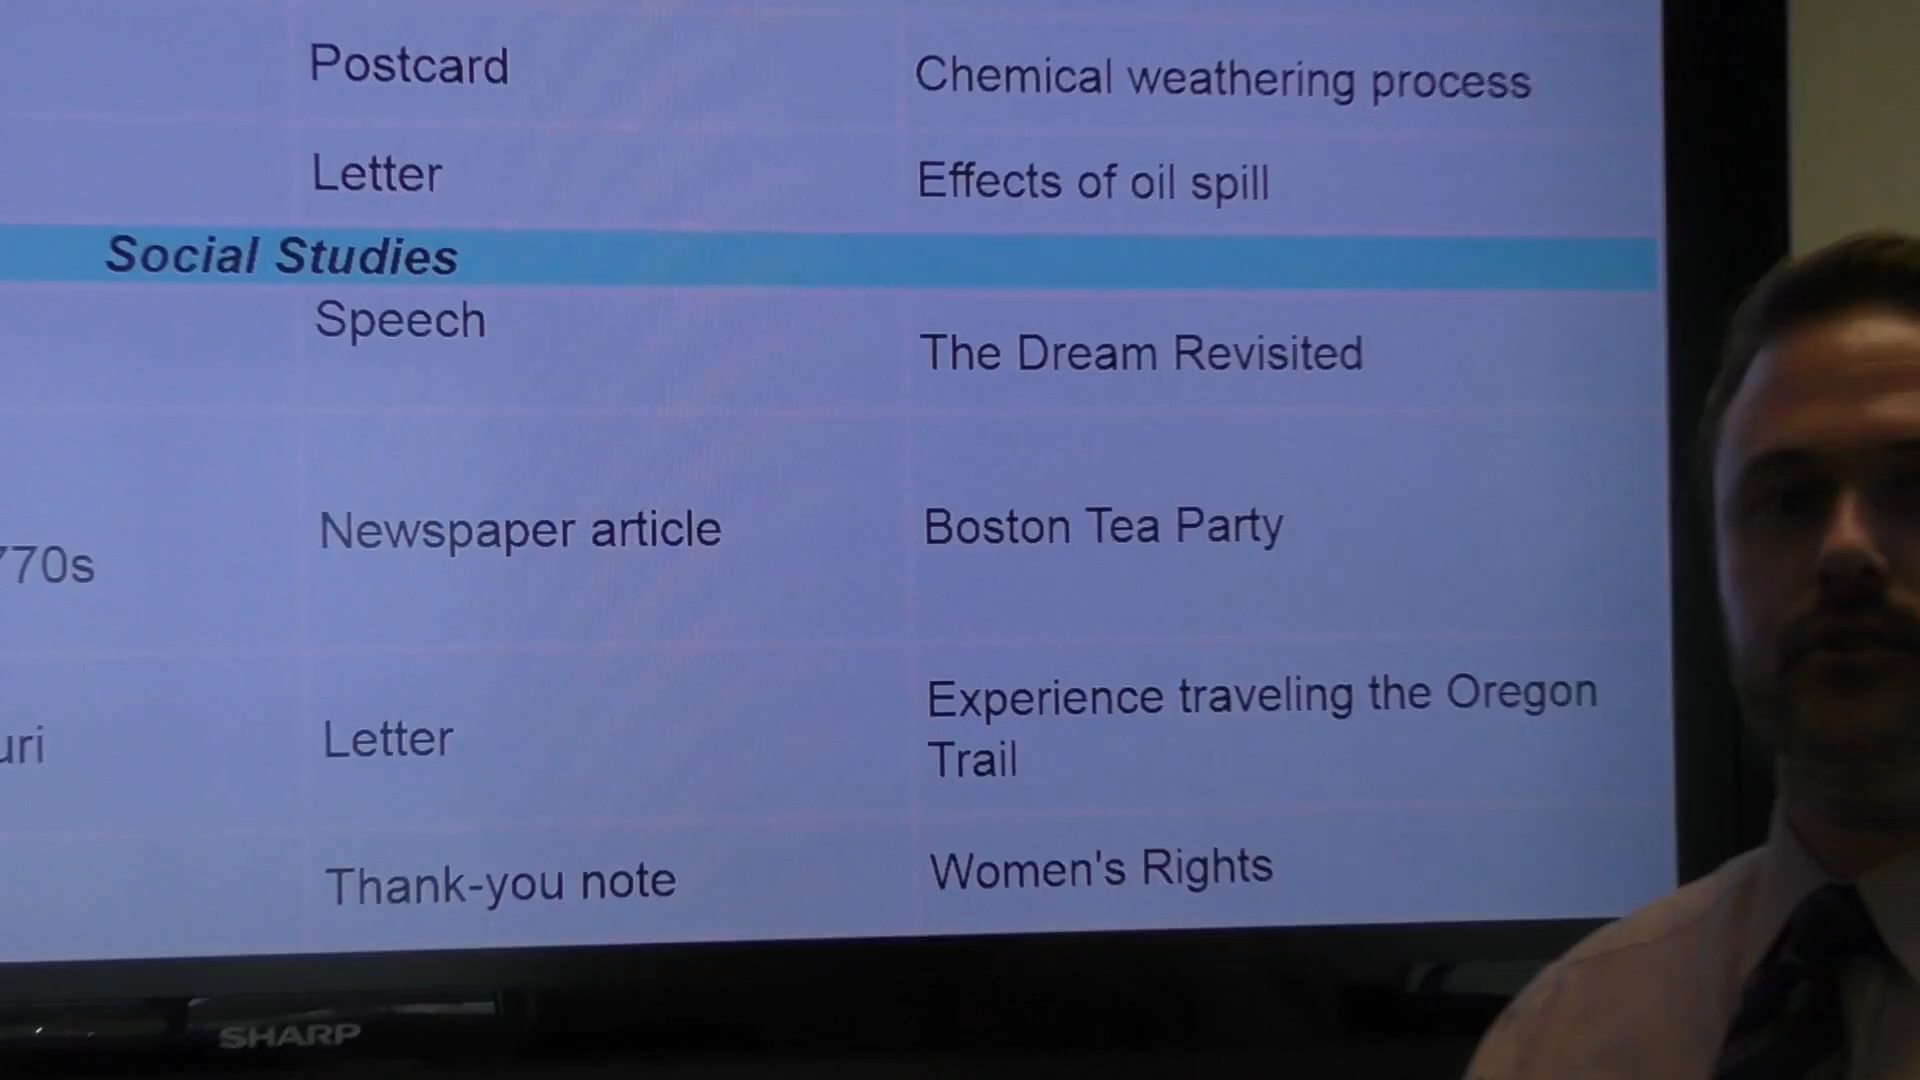 Postcard Chemical weathering process
Letter Effects of oil spill
Social Studies
Speech The Dream Revisited
770s Newspaper article Boston Tea Party
uri Letter Experience traveling the Oregon
Trail
Thank-you note Women's Rights
SHARP